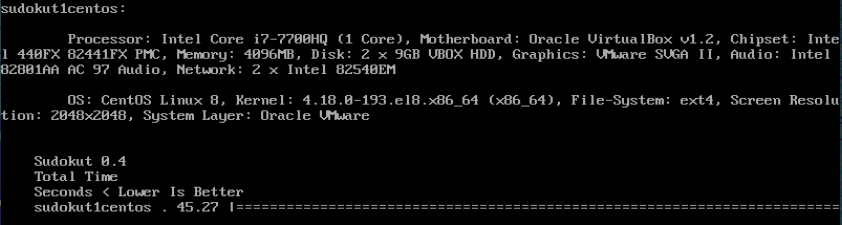 sudokut1centos:
Processor: Intel Core i7-7700HQ (1 Core), Motherboard: Oracle VirtualBox v1.2, Chipset: Inte
l 440FX 82441FX PMC, Memory: 4096MB, Disk: 2 x 9GB VBOX HDD, Graphics: VMware SVGA II, Audio: Intel
82801AA AC 97 Audio, Network: 2 x Intel 82540EM
OS: CentOS Linux 8, Kernel: 4.18.0-193.el8.x86_64 (x86_64), File-System: ext4, Screen Resolu
tion: 2048x2048, System Layer: Oracle VMware
Sudokut 0.4
Total Time
Seconds < Lower Is Better
sudokut1centos . 45.27 |========================================================================